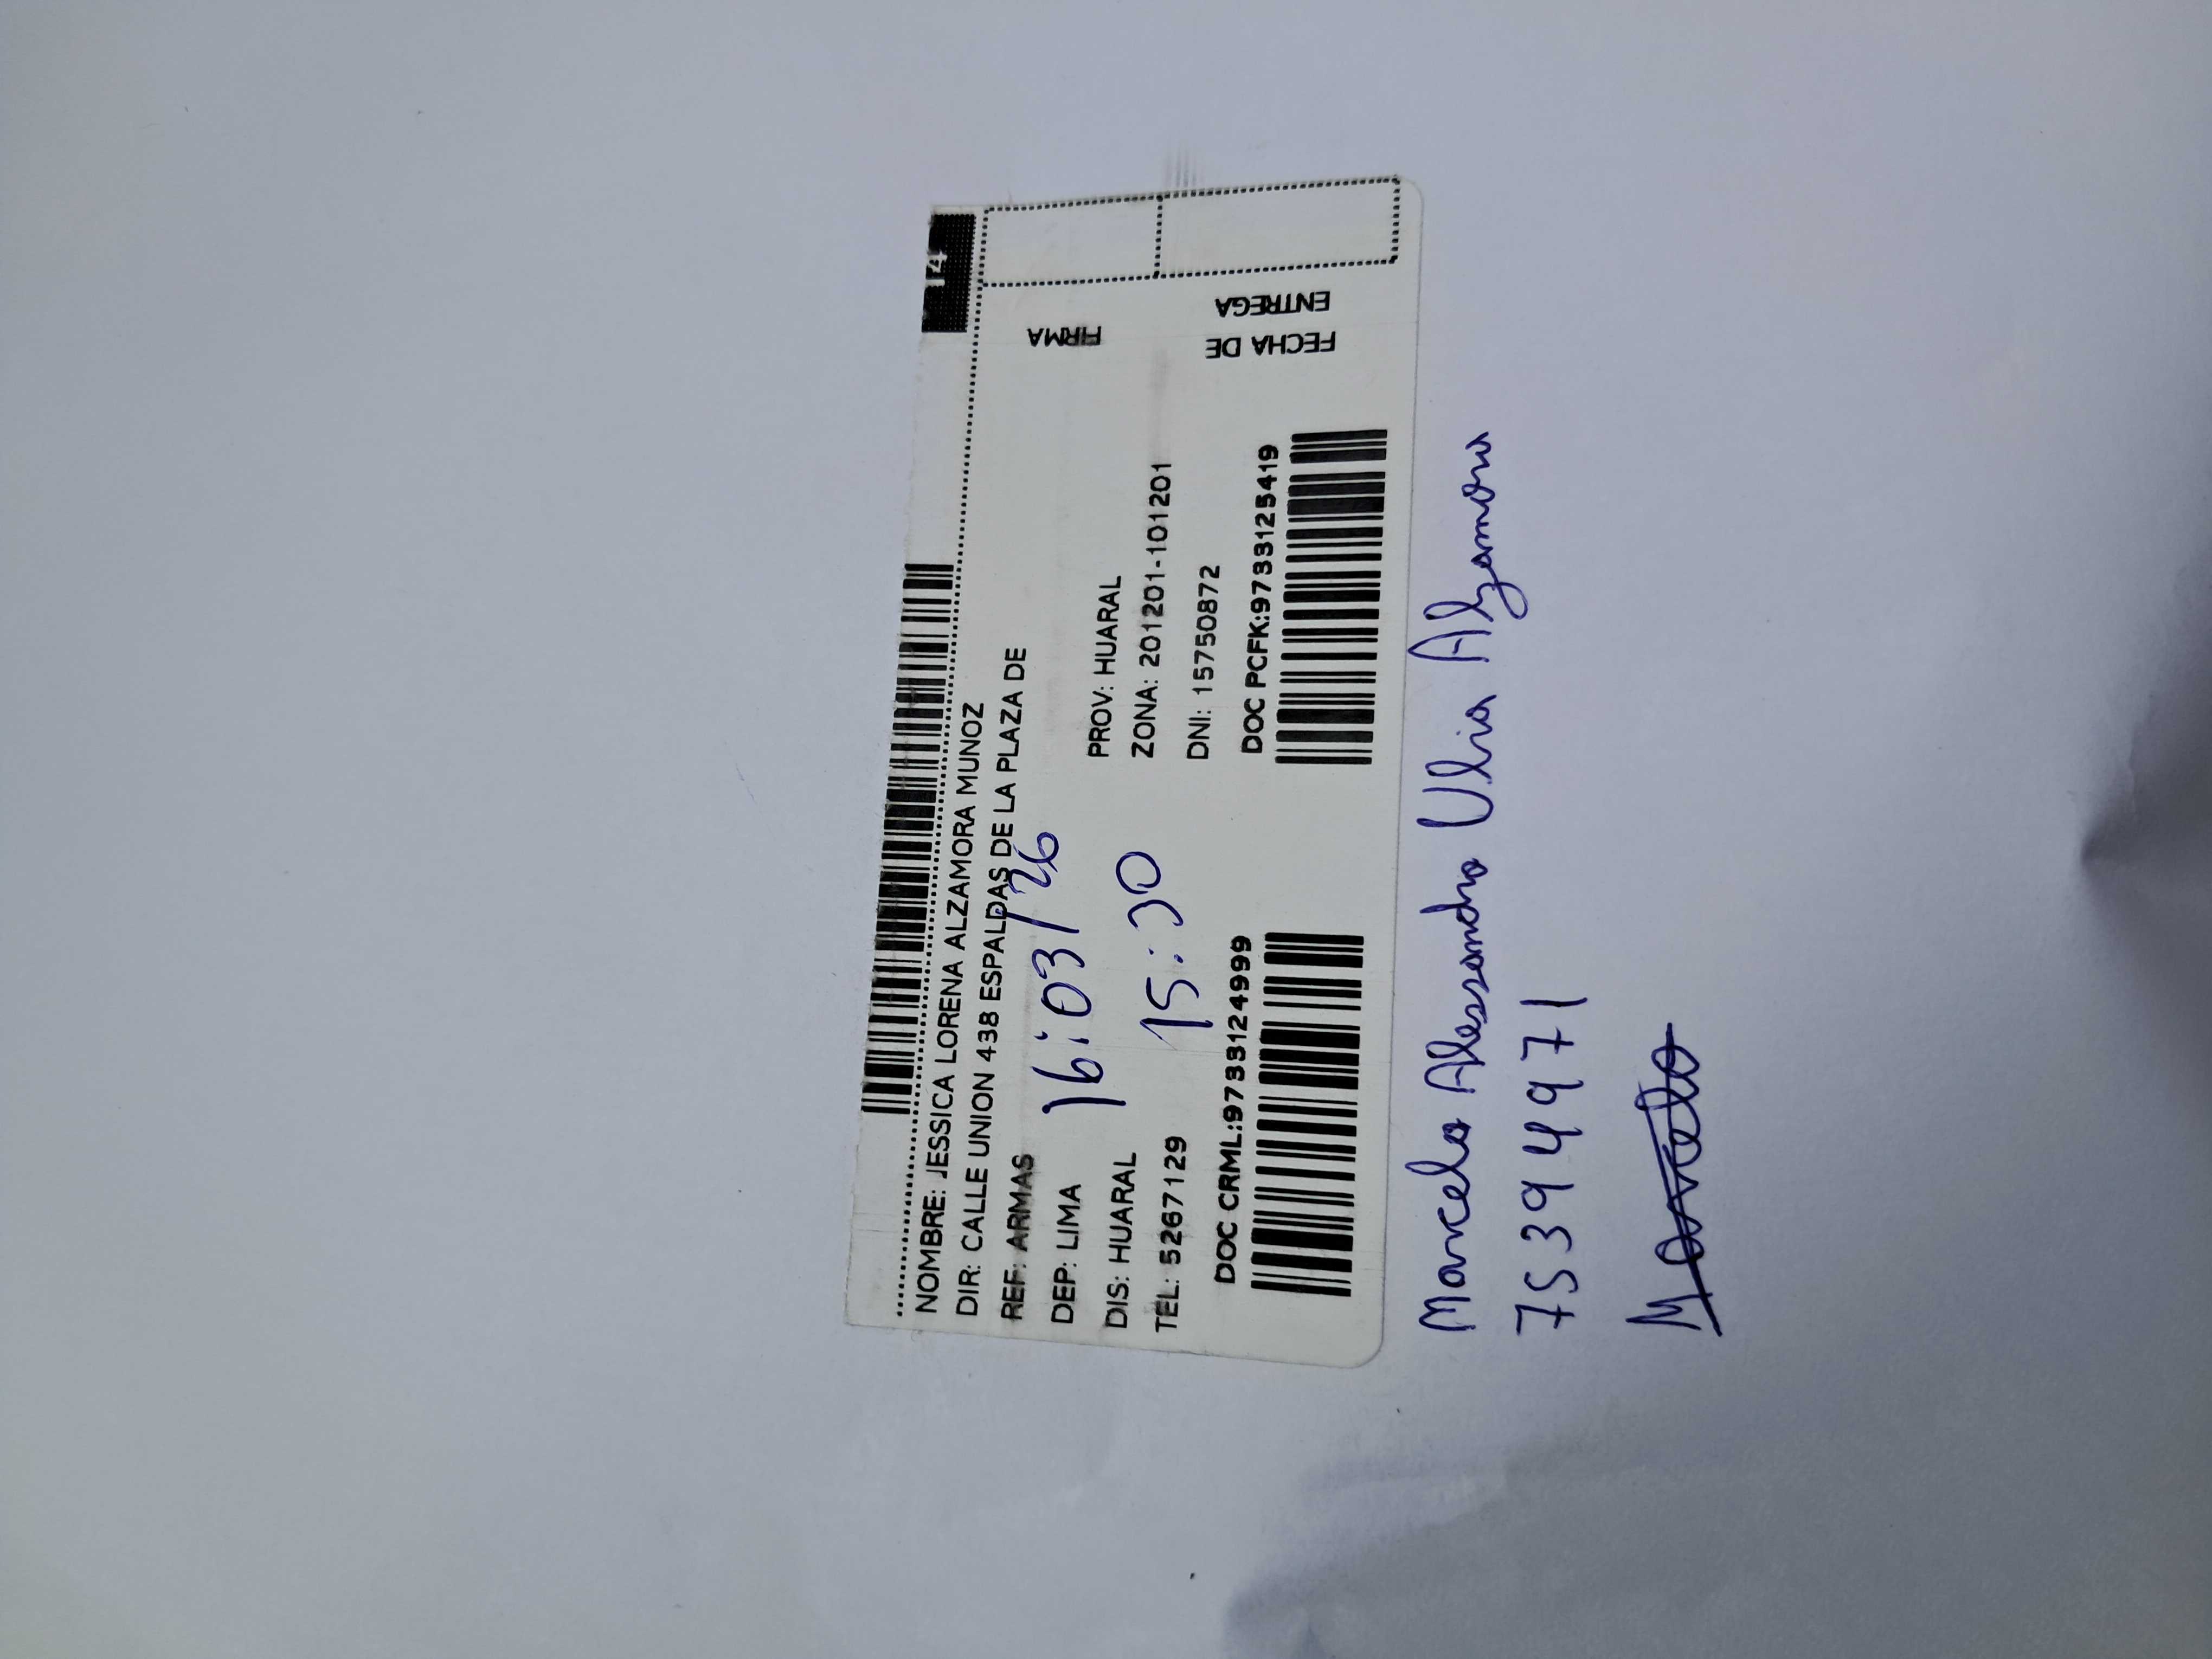 14
NOMBRE: JESSICA LORENA ALZAMORA MUNOZ
DIR: CALLE UNION 438 ESPALDAS DE LA PLAZA DE
REF: ARMAS
16:03/26
DEP: LIMA
PROV: HUARAL
DIS: HUARAL
ZONA: 201201-101201
15:30
TEL: 5267129
DNI: 15750872
DOC CRML:9733124999
DOC PCFK:9733125419
FIRMA
FECHA DE
ENTREGA
Marcelo Alessandro Ulia Alzamora
75394971
Marcelo